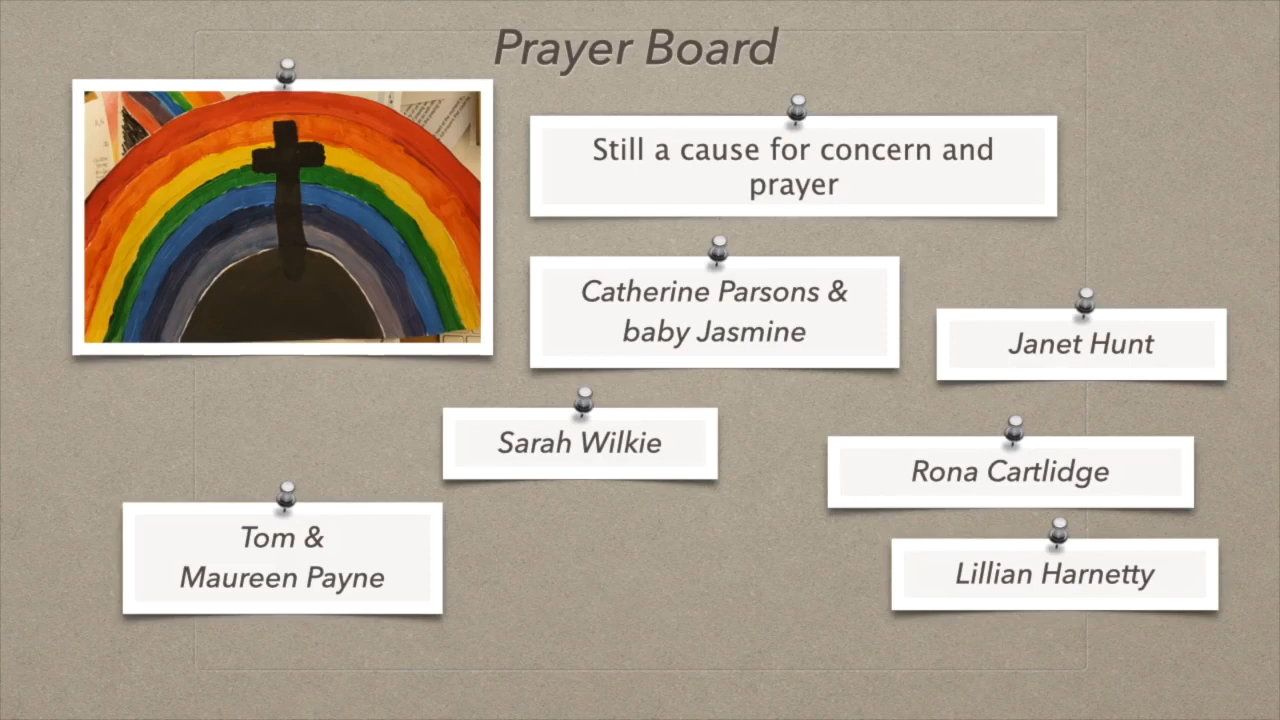 Prayer Board
Still a cause for concern and
prayer
Catherine Parsons &
baby Jasmine
Janet Hunt
Sarah Wilkie
Rona Cartlidge
Tom &
Maureen Payne
Lillian Harnetty